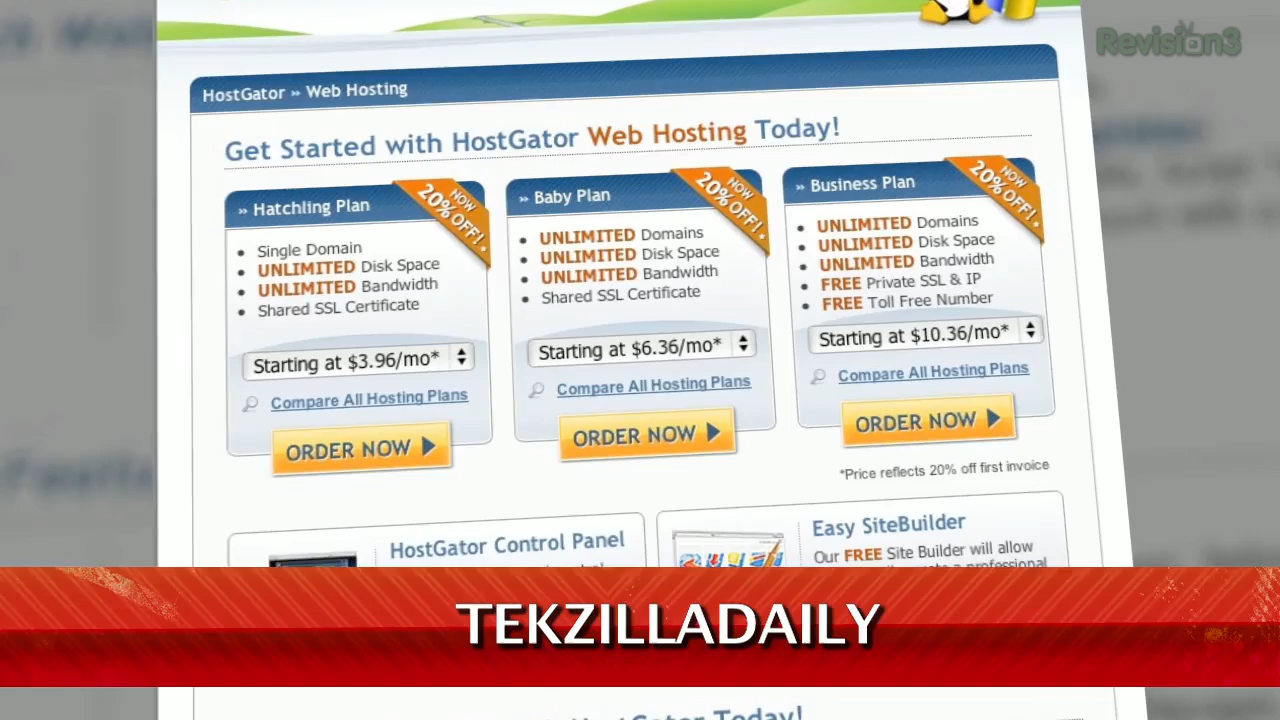 Revision3
HostGator » Web Hosting
Get Started with HostGator Web Hosting Today!
» Hatchling Plan
NOW
20% OFF!*
• Single Domain
• UNLIMITED Disk Space
• UNLIMITED Bandwidth
• Shared SSL Certificate
Starting at $3.96/mo*
Compare All Hosting Plans
ORDER NOW
» Baby Plan
NOW
20% OFF!*
• UNLIMITED Domains
• UNLIMITED Disk Space
• UNLIMITED Bandwidth
• Shared SSL Certificate
Starting at $6.36/mo*
Compare All Hosting Plans
ORDER NOW
» Business Plan
NOW
20% OFF!*
• UNLIMITED Domains
• UNLIMITED Disk Space
• UNLIMITED Bandwidth
• FREE Private SSL & IP
• FREE Toll Free Number
Starting at $10.36/mo*
Compare All Hosting Plans
ORDER NOW
*Price reflects 20% off first invoice
HostGator Control Panel
Easy SiteBuilder
Our FREE Site Builder will allow
a professional
TEKZILLADAILY
HostGator Today!